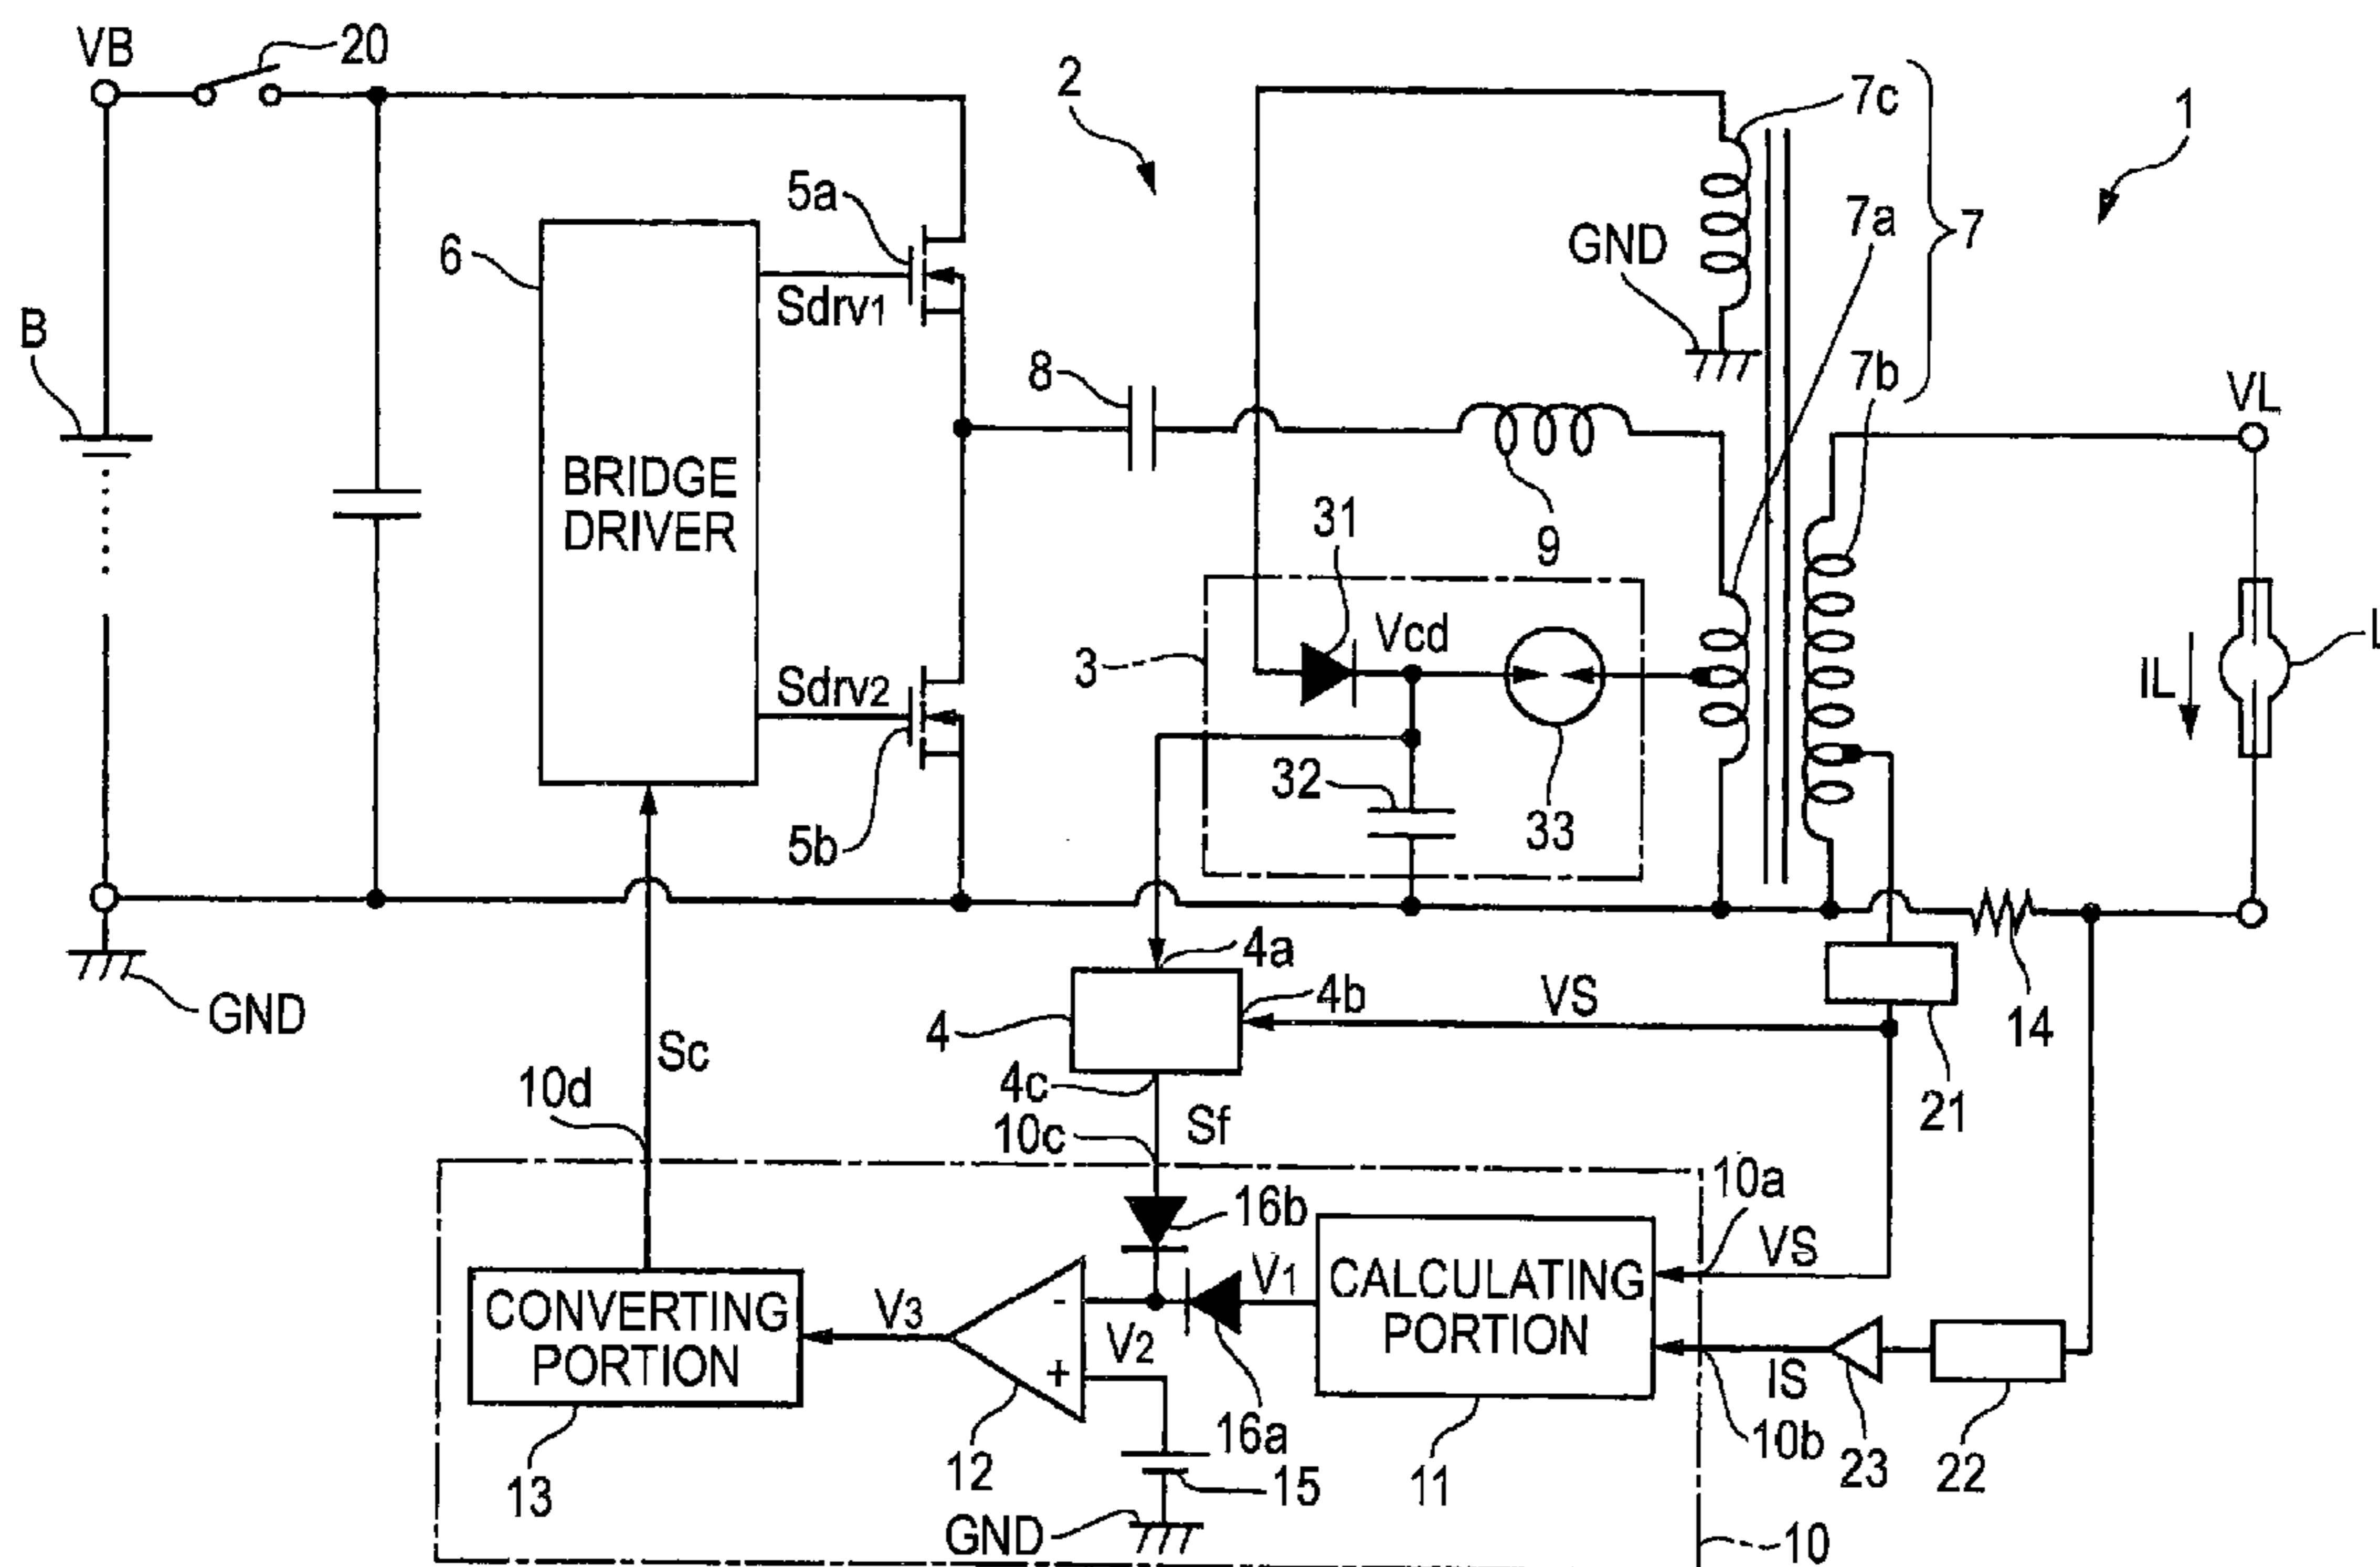 VB
20
2
7c
1
5a
7a
7
6
GND
Sdrv1
B
8
7b
VL
BRIDGE
DRIVER
31
9
Vcd
3
Sdrv2
IL
L
32
5b
33
4a
GND
4b
VS
4
14
Sc
10d
4c
21
10c
Sf
10a
16b
VS
CALCULATING
PORTION
V1
CONVERTING
PORTION
V3
-
V2
+
IS
16a
10b
12
15
11
23
22
13
GND
10